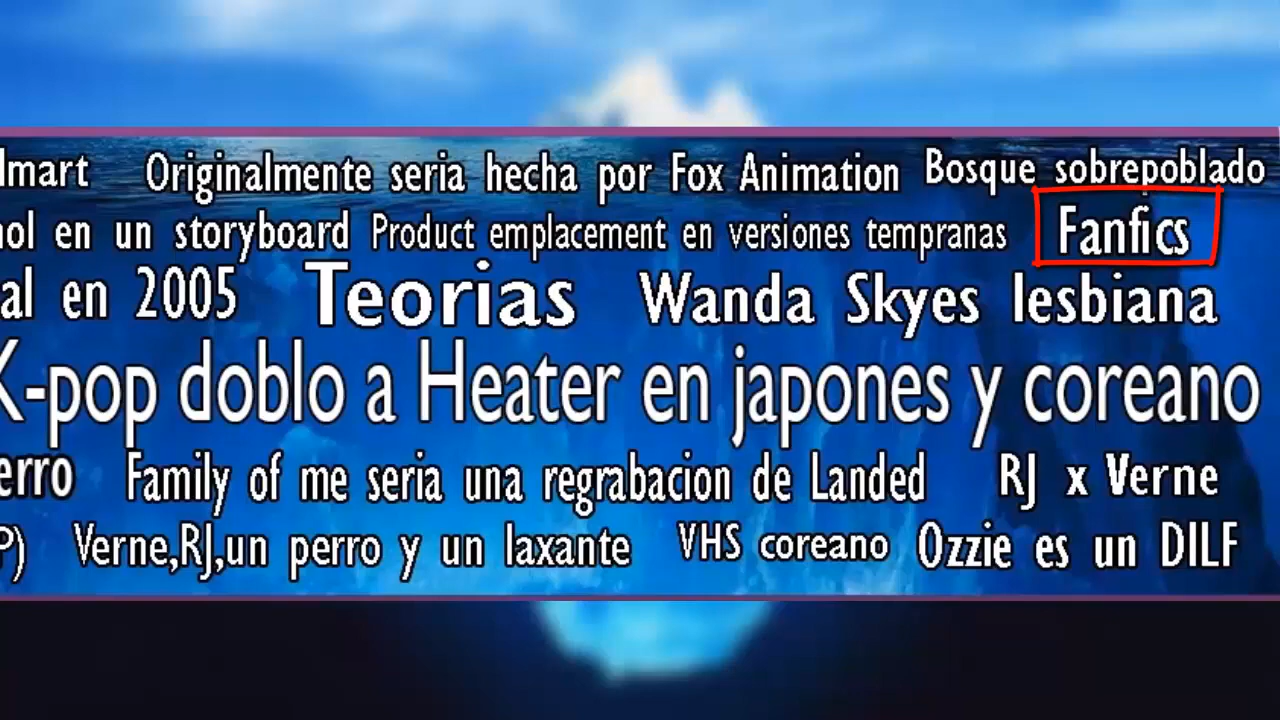 lmart Originalmente seria hecha por Fox Animation Bosque sobrepoblado
ol en un storyboard Product emplacement en versiones tempranas Fanfics
al en 2005 Teorias Wanda Skyes lesbiana
K-pop doblo a Heater en japones y coreano
erro Family of me seria una regrabacion de Landed RJ x Verne
P) Verne,RJ,un perro y un laxante VHS coreano Ozzie es un DILF